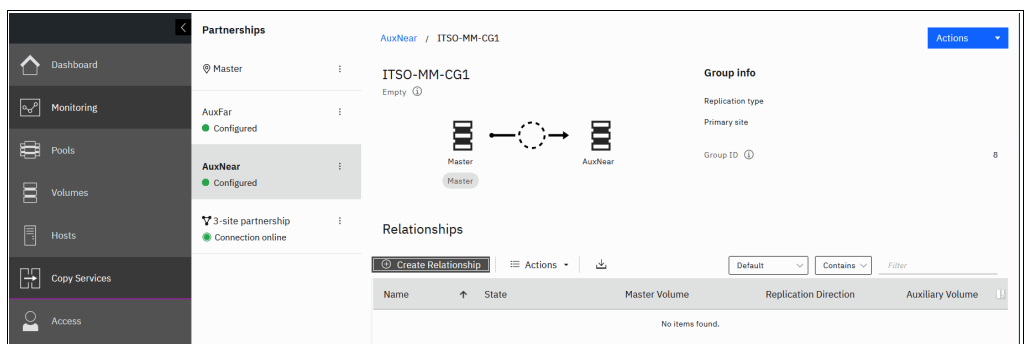 Dashboard
Monitoring
Pools
Volumes
Hosts
Copy Services
Access
Partnerships
Master
AuxFar
Configured
AuxNear
Configured
3-site partnership
Connection online
AuxNear / ITSO-MM-CG1
Actions
ITSO-MM-CG1
Empty
Master
AuxNear
Master
Group info
Replication type
Primary site
Group ID 8
Relationships
Create Relationship Actions Default Contains Filter
Name State Master Volume Replication Direction Auxiliary Volume
No items found.